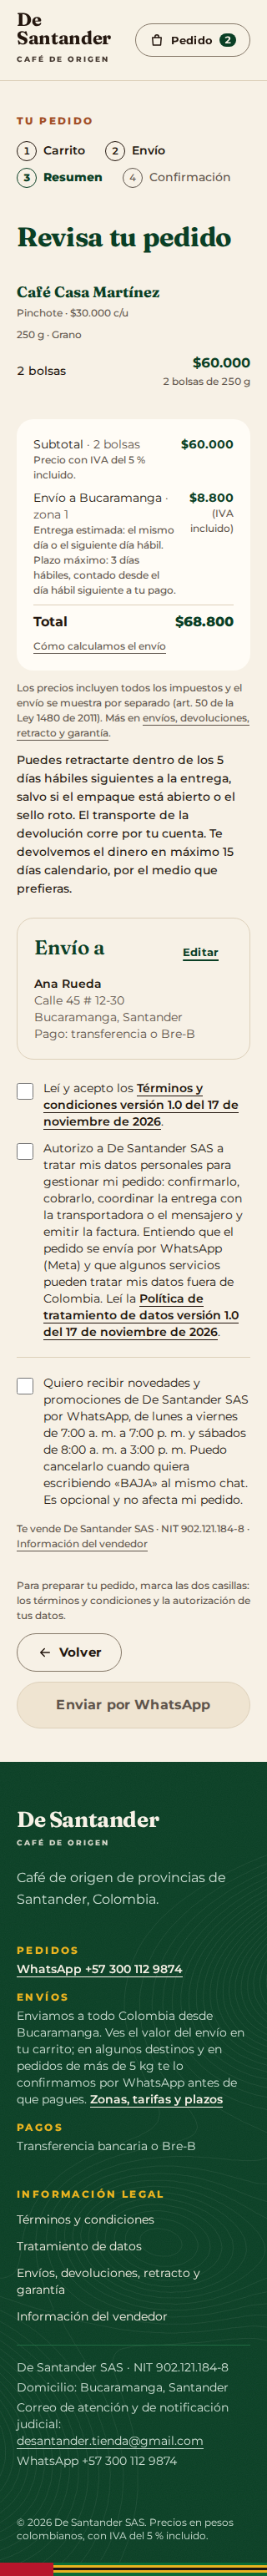 De
Santander
CAFÉ DE ORIGEN
Pedido 2
TU PEDIDO
1 Carrito 2 Envío
3 Resumen 4 Confirmación
Revisa tu pedido
Café Casa Martínez
Pinchote · $30.000 c/u
250 g · Grano
2 bolsas $60.000
2 bolsas de 250 g
Subtotal · 2 bolsas $60.000
Precio con IVA del 5 %
incluido.
Envío a Bucaramanga · $8.800
zona 1 (IVA
incluido)
Entrega estimada: el mismo
día o el siguiente día hábil.
Plazo máximo: 3 días
hábiles, contado desde el
día hábil siguiente a tu pago.
Total $68.800
Cómo calculamos el envío
Los precios incluyen todos los impuestos y el
envío se muestra por separado (art. 50 de la
Ley 1480 de 2011). Más en envíos, devoluciones,
retracto y garantía.
Puedes retractarte dentro de los 5
días hábiles siguientes a la entrega,
salvo si el empaque está abierto o el
sello roto. El transporte de la
devolución corre por tu cuenta. Te
devolvemos el dinero en máximo 15
días calendario, por el medio que
prefieras.
Envío a Editar
Ana Rueda
Calle 45 # 12-30
Bucaramanga, Santander
Pago: transferencia o Bre-B
Leí y acepto los Términos y
condiciones versión 1.0 del 17 de
noviembre de 2026.
Autorizo a De Santander SAS a
tratar mis datos personales para
gestionar mi pedido: confirmarlo,
cobrarlo, coordinar la entrega con
la transportadora o el mensajero y
emitir la factura. Entiendo que el
pedido se envía por WhatsApp
(Meta) y que algunos servicios
pueden tratar mis datos fuera de
Colombia. Leí la Política de
tratamiento de datos versión 1.0
del 17 de noviembre de 2026.
Quiero recibir novedades y
promociones de De Santander SAS
por WhatsApp, de lunes a viernes
de 7:00 a. m. a 7:00 p. m. y sábados
de 8:00 a. m. a 3:00 p. m. Puedo
cancelarlo cuando quiera
escribiendo «BAJA» al mismo chat.
Es opcional y no afecta mi pedido.
Te vende De Santander SAS · NIT 902.121.184-8 ·
Información del vendedor
Para preparar tu pedido, marca las dos casillas:
los términos y condiciones y la autorización de
tus datos.
← Volver
Enviar por WhatsApp
De Santander
CAFÉ DE ORIGEN
Café de origen de provincias de
Santander, Colombia.
PEDIDOS
WhatsApp +57 300 112 9874
ENVÍOS
Enviamos a todo Colombia desde
Bucaramanga. Ves el valor del envío en
tu carrito; en algunos destinos y en
pedidos de más de 5 kg te lo
confirmamos por WhatsApp antes de
que pagues. Zonas, tarifas y plazos
PAGOS
Transferencia bancaria o Bre-B
INFORMACIÓN LEGAL
Términos y condiciones
Tratamiento de datos
Envíos, devoluciones, retracto y
garantía
Información del vendedor
De Santander SAS · NIT 902.121.184-8
Domicilio: Bucaramanga, Santander
Correo de atención y de notificación
judicial:
desantander.tienda@gmail.com
WhatsApp +57 300 112 9874
© 2026 De Santander SAS. Precios en pesos
colombianos, con IVA del 5 % incluido.